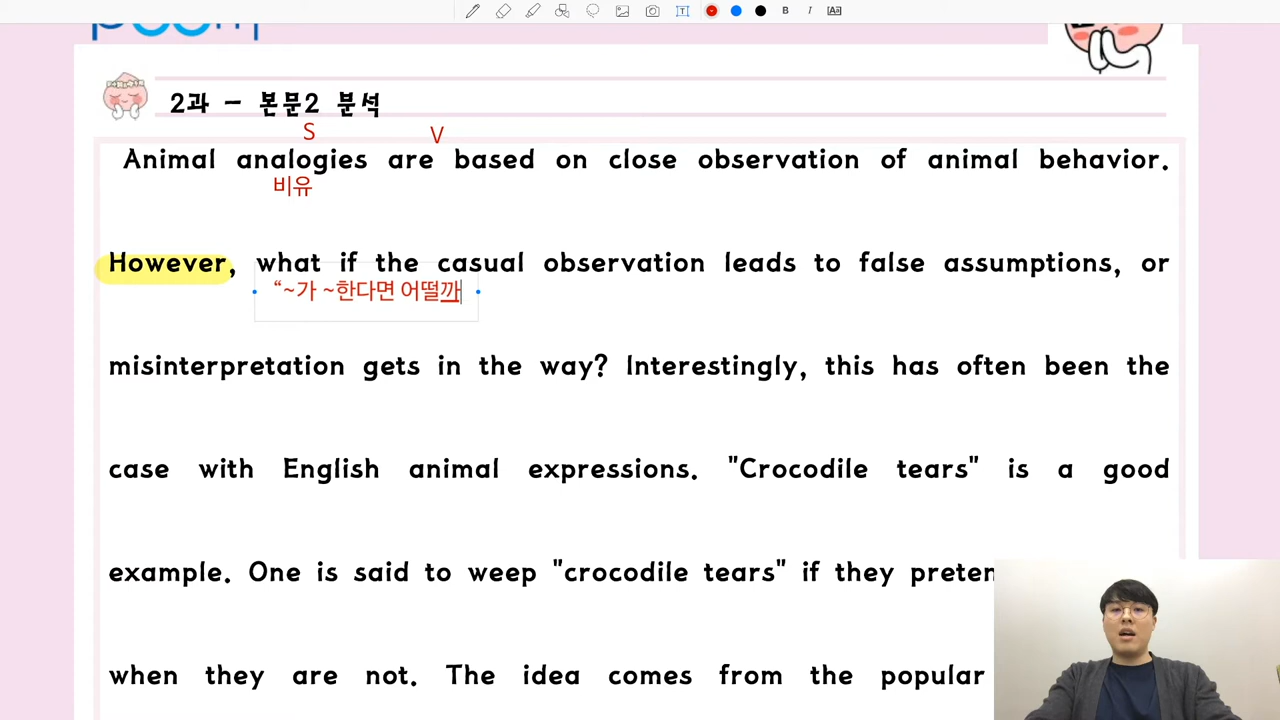 2과 - 본문2 분석
S V
Animal analogies are based on close observation of animal behavior.
비유
However, what if the casual observation leads to false assumptions, or
“~가 ~한다면 어떨까
misinterpretation gets in the way? Interestingly, this has often been the
case with English animal expressions. "Crocodile tears" is a good
example. One is said to weep "crocodile tears" if they
when they are not. The idea comes from the popular